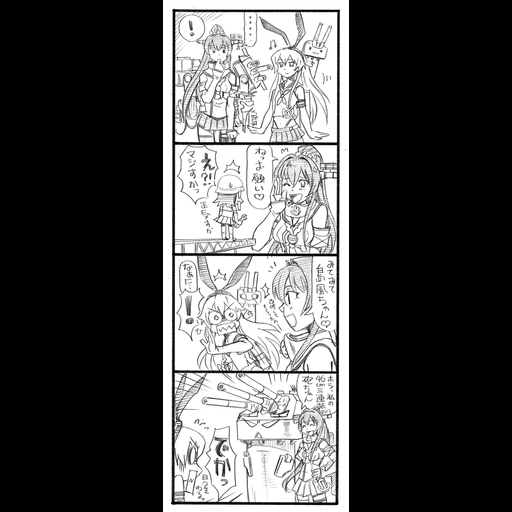 !
ねっお願い♡
え?!
マジすかっ
みてみて
島風ちゃん♡
なぁに…
!
ホラ、私の
46cm三連装
砲ちゃん
でかっ